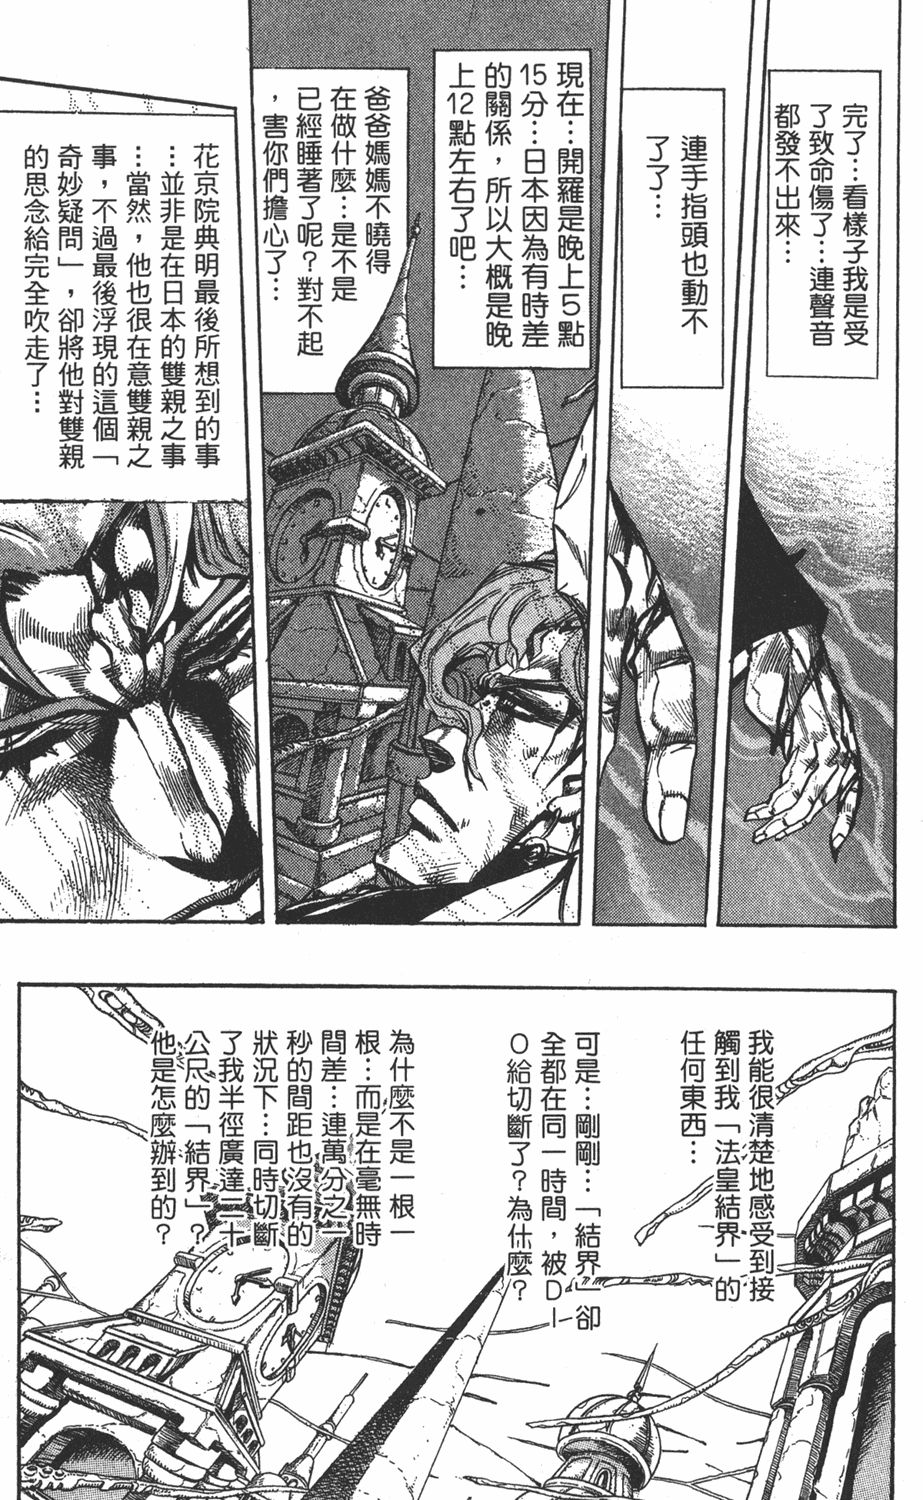 完了…看樣子我是受
了致命傷了…連聲音
都發不出來…
連手指頭也動不
了了…
現在…開羅是晚上5點
15分…日本因為有時差
的關係，所以大概是晚
上12點左右了吧…
爸爸媽媽不曉得
在做什麼…是不是
已經睡著了呢？對不起
，害你們擔心了…
花京院典明最後所想到的事
…並非是在日本的雙親之事
…當然，他也很在意雙親之
事，不過最後浮現的這個「
奇妙疑問」，卻將他對雙親
的思念給完全吹走了…
我能很清楚地感受到接
觸到我「法皇結界」的
任何東西…
可是…剛剛…「結界」卻
全都在同一時間，被DI
O給切斷了？為什麼？
為什麼不是一根一
根…而是在毫無時
間差…連萬分之一
秒的間距也沒有的
狀況下…同時切斷
了我半徑廣達二十
公尺的「結界」？
他是怎麼辦到的？